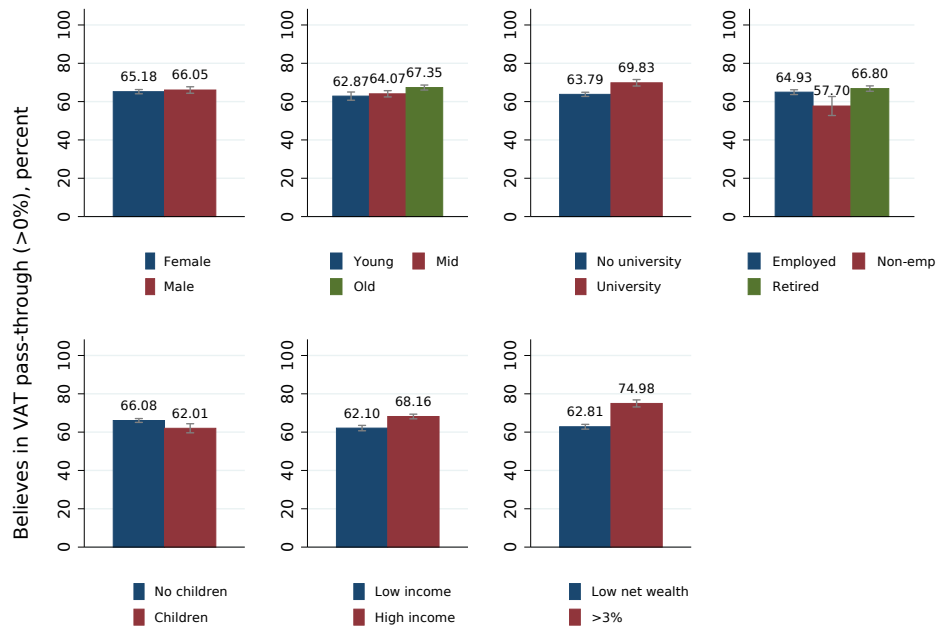 Believes in VAT pass-through (>0%), percent
0 20 40 60 80 100
65.18 66.05
Female
Male
0 20 40 60 80 100
62.87 64.07 67.35
Young Mid
Old
0 20 40 60 80 100
63.79 69.83
No university
University
0 20 40 60 80 100
64.93 57.70 66.80
Employed Non-emp
Retired
0 20 40 60 80 100
66.08 62.01
No children
Children
0 20 40 60 80 100
62.10 68.16
Low income
High income
0 20 40 60 80 100
62.81 74.98
Low net wealth
>3%